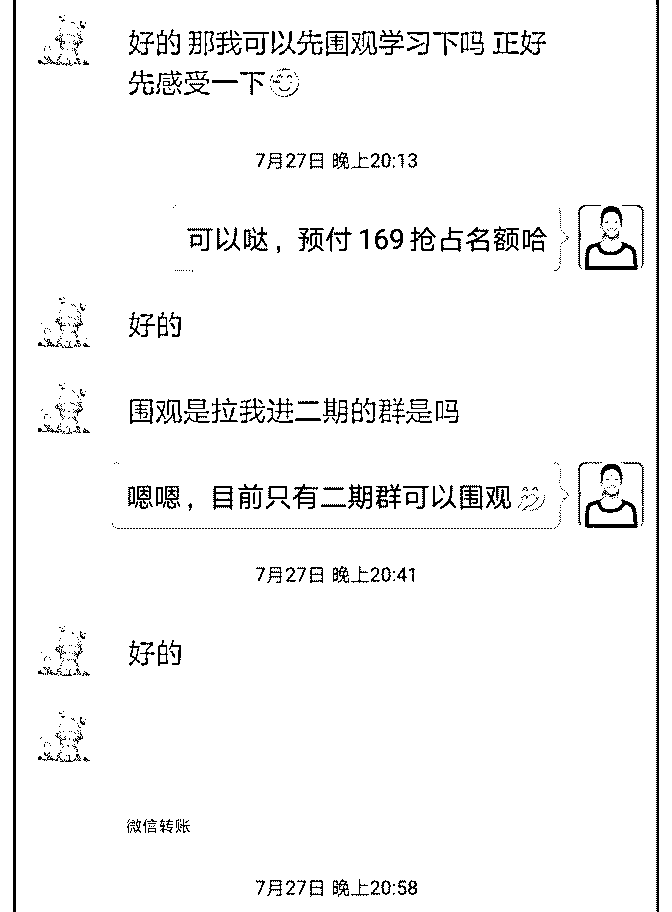 好的 那我可以先围观学习下吗 正好
先感受一下
7月27日 晚上20:13
可以哒，预付 169 抢占名额哈
好的
围观是拉我进二期的群是吗
嗯嗯，目前只有二期群可以围观
7月27日 晚上20:41
好的
微信转账
7月27日 晚上20:58